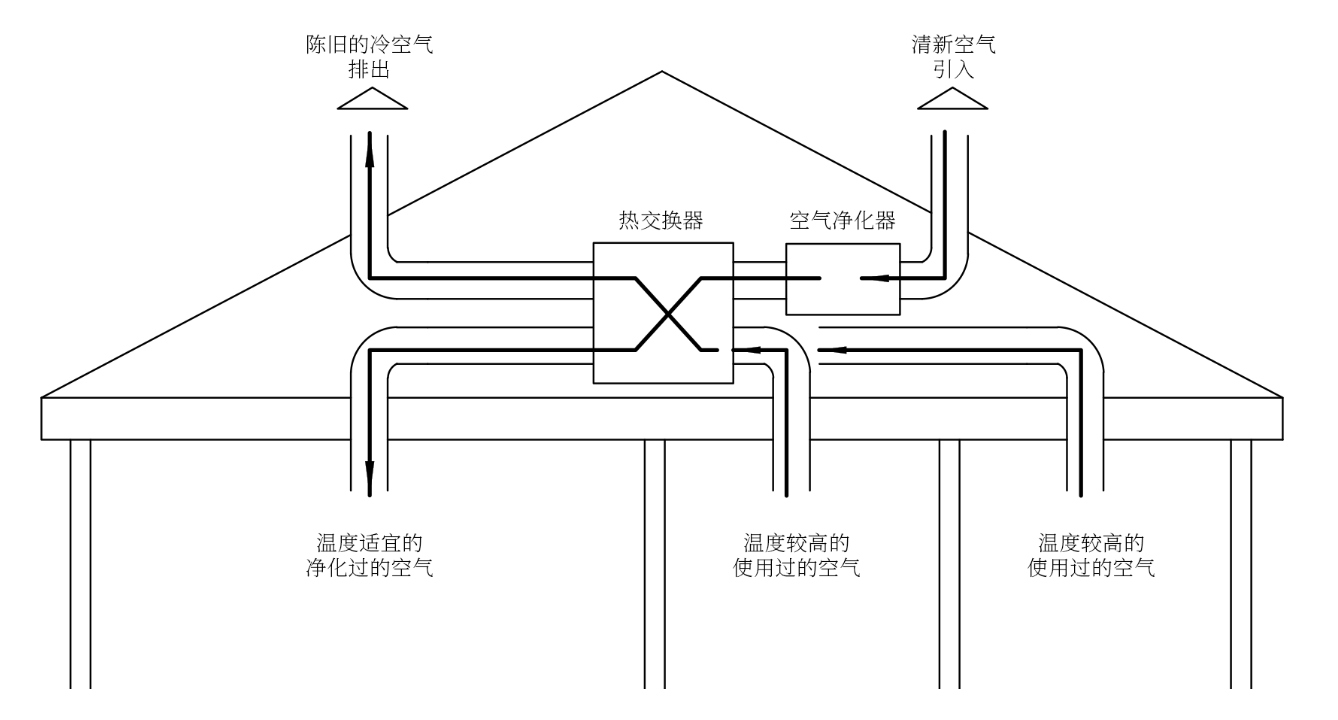 陈旧的冷空气
排出
清新空气
引入
热交换器
空气净化器
温度适宜的
净化过的空气
温度较高的
使用过的空气
温度较高的
使用过的空气